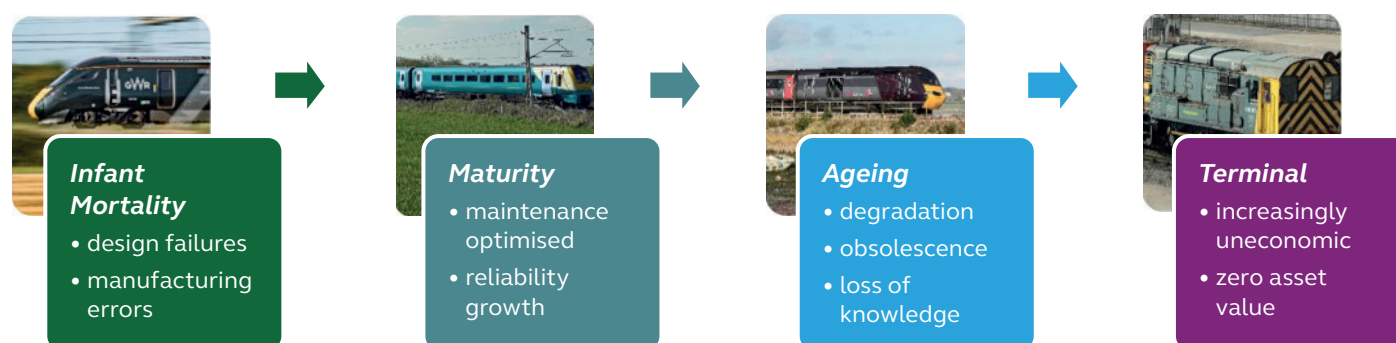 GWR
Infant
Mortality
• design failures
• manufacturing
errors
Maturity
• maintenance
optimised
• reliability
growth
Ageing
• degradation
• obsolescence
• loss of
knowledge
Terminal
• increasingly
uneconomic
• zero asset
value